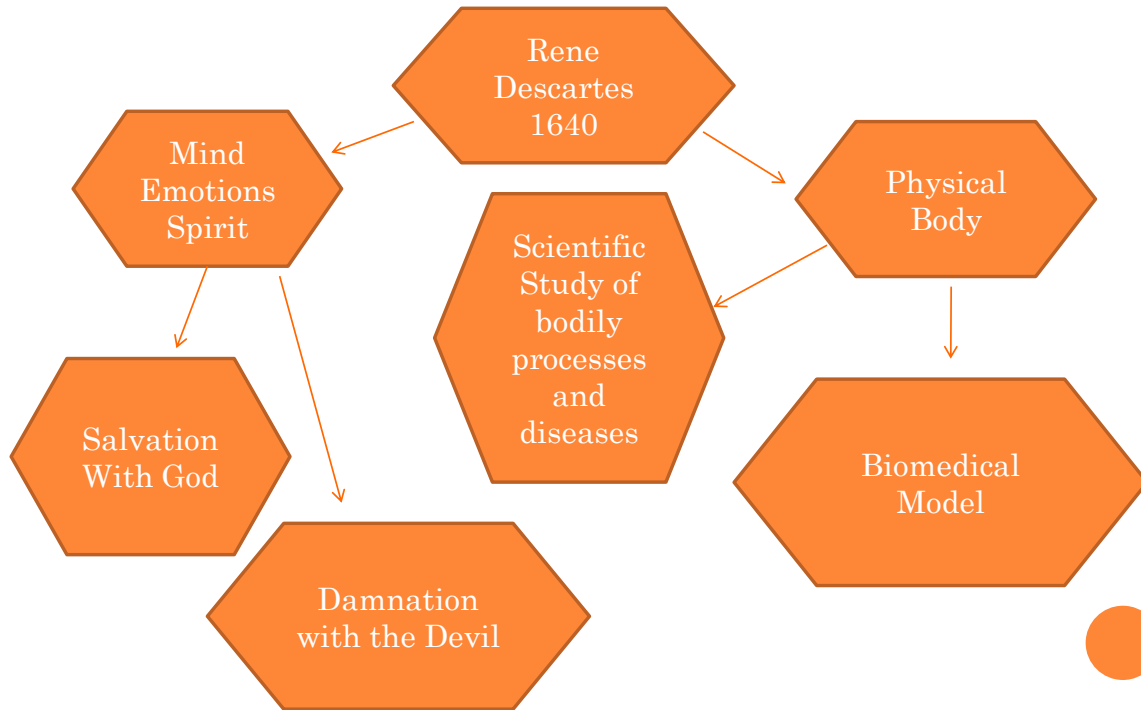 Rene
Descartes
1640
Mind
Emotions
Spirit
Physical
Body
Scientific
Study of
bodily
processes
and
diseases
Salvation
With God
Biomedical
Model
Damnation
with the Devil